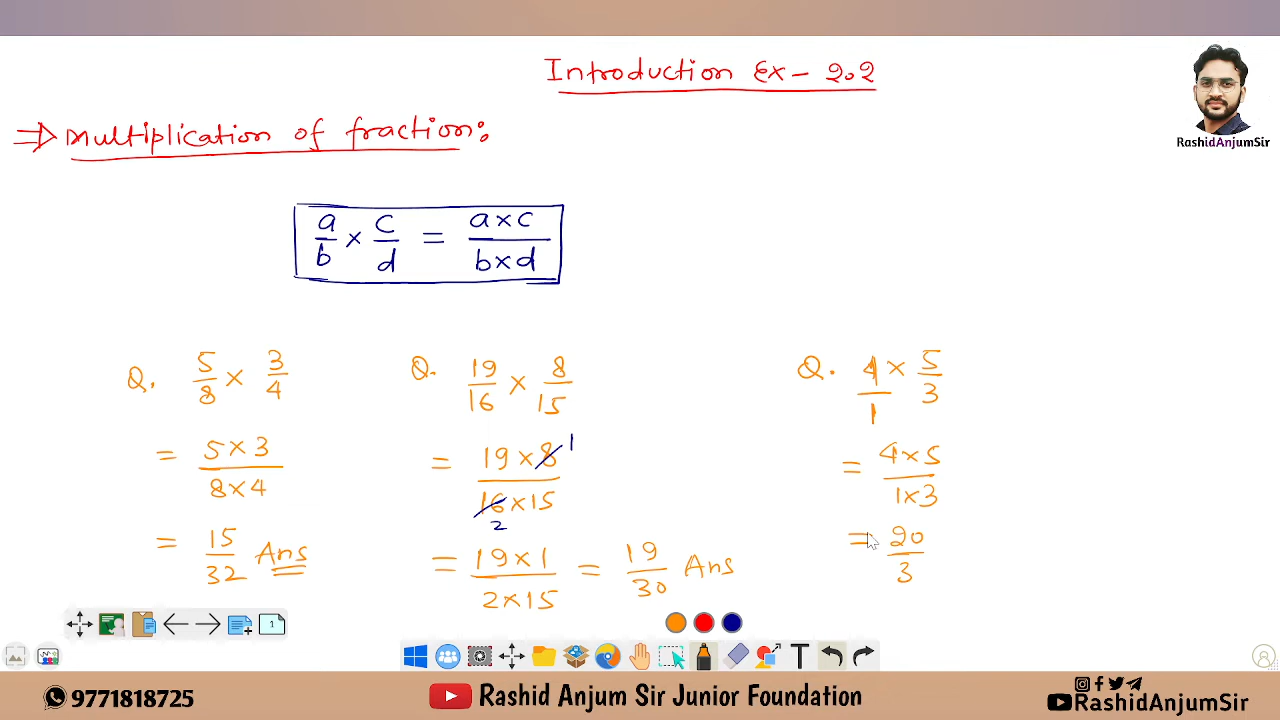 Introduction Ex - 2.2
RashidAnjumSir
⇒ Multiplication of fraction:
a/b × c/d = a×c/b×d
Q. 5/8 × 3/4
= 5×3/8×4
= 15/32 Ans
Q. 19/16 × 8/15
= 19×8/16×15
1
2
= 19×1/2×15 = 19/30 Ans
Q. 4/1 × 5/3
= 4×5/1×3
= 20/3
1
T
9771818725
Rashid Anjum Sir Junior Foundation
RashidAnjumSir